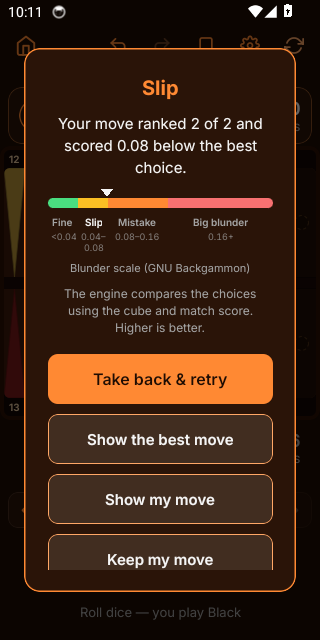 10:11
12
Slip
Your move ranked 2 of 2 and
scored 0.08 below the best
choice.
Fine
Slip
Mistake
Big blunder
<0.04
0.04–
0.08
0.08–0.16
0.16+
Blunder scale (GNU Backgammon)
The engine compares the choices
using the cube and match score.
Higher is better.
Take back & retry
13
Show the best move
Show my move
Keep my move
Roll dice — you play Black